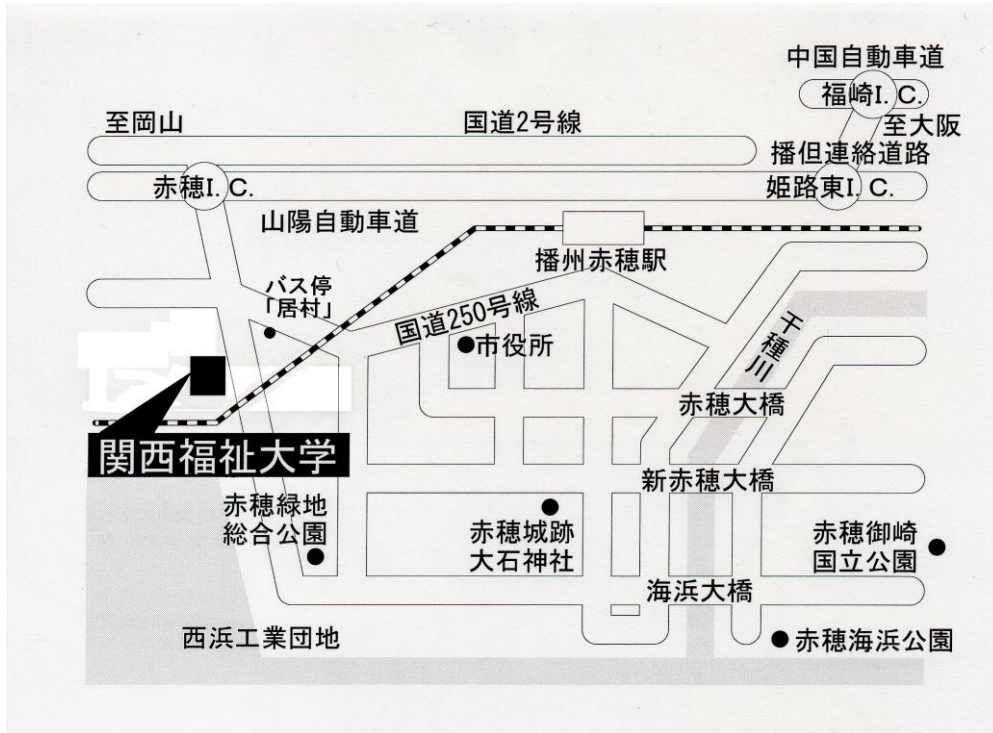 中国自動車道
福崎I.C.
至岡山
国道2号線
至大阪
播但連絡道路
赤穂I.C.
姫路東I.C.
山陽自動車道
播州赤穂駅
バス停
「居村」
国道250号線
千種川
市役所
赤穂大橋
関西福祉大学
新赤穂大橋
赤穂緑地
総合公園
赤穂城跡
大石神社
赤穂御崎
国立公園
海浜大橋
西浜工業団地
赤穂海浜公園